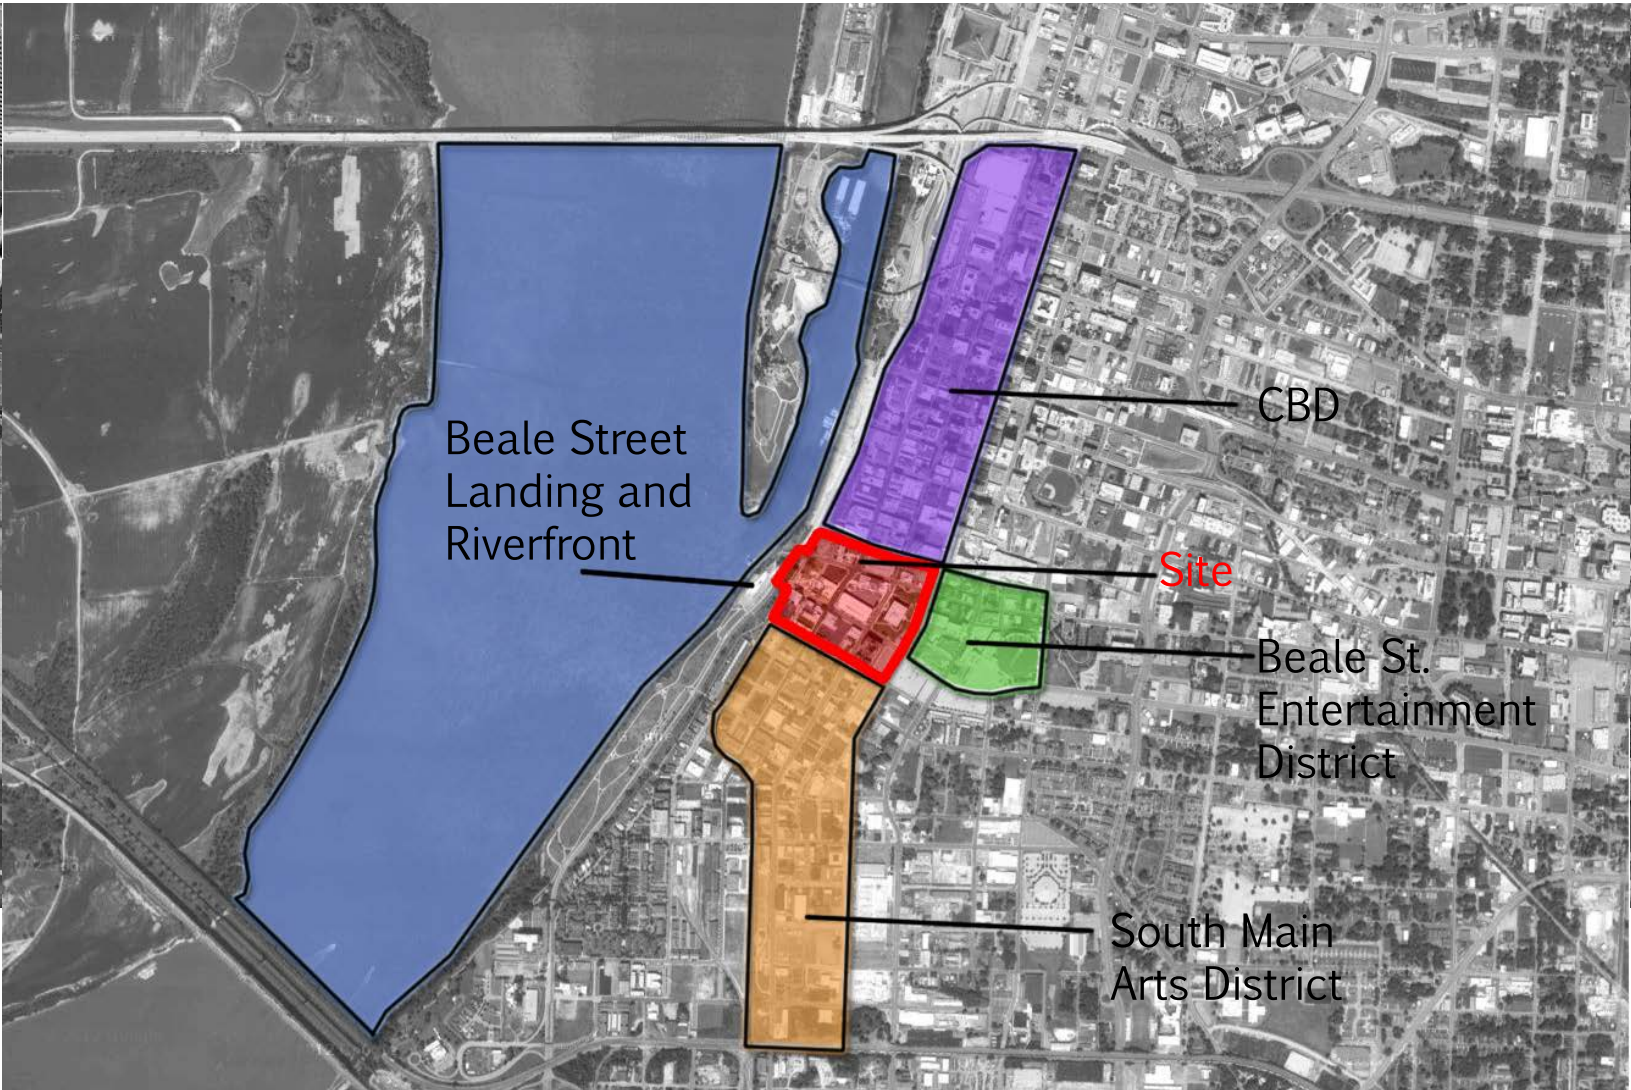 Beale Street
Landing and
Riverfront
CBD
Site
Beale St.
Entertainment
District
South Main
Arts District